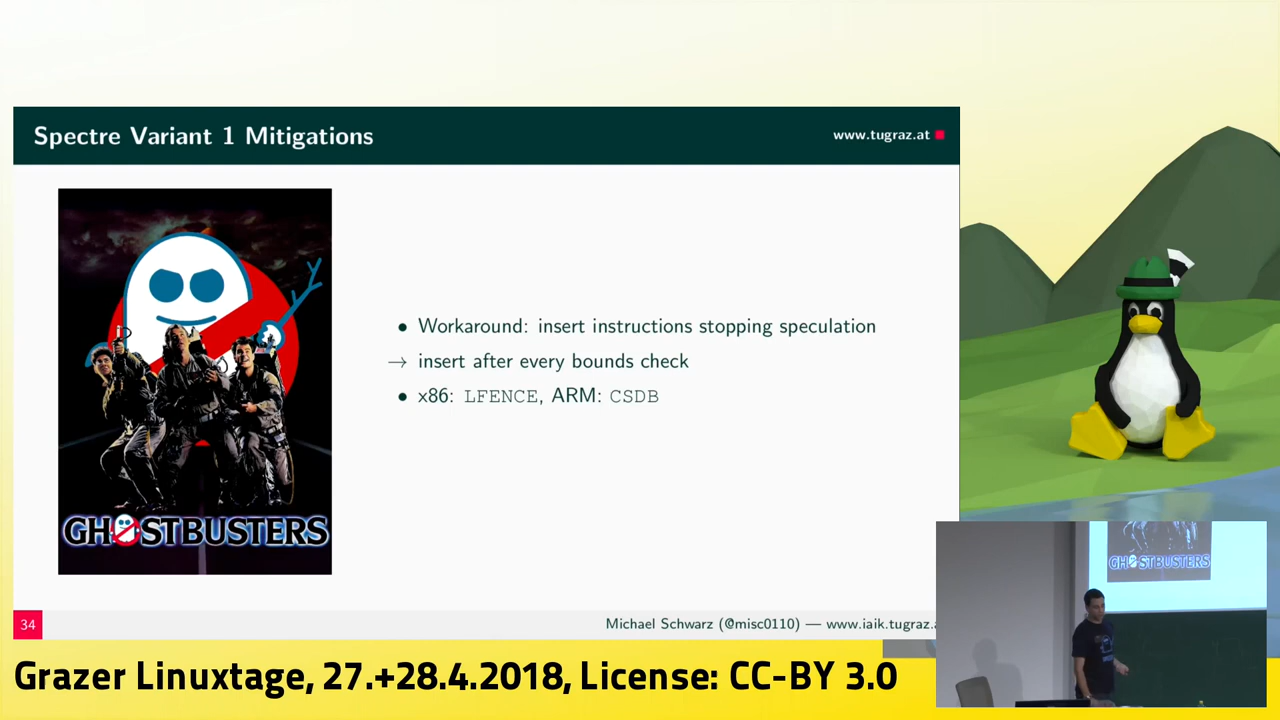 Spectre Variant 1 Mitigations
www.tugraz.at
• Workaround: insert instructions stopping speculation
→ insert after every bounds check
• x86: LFENCE, ARM: CSDB
GHOSTBUSTERS
GHOSTBUSTERS
34
Michael Schwarz (@misc0110) — www.iaik.tugraz.a
Grazer Linuxtage, 27.+28.4.2018, License: CC-BY 3.0